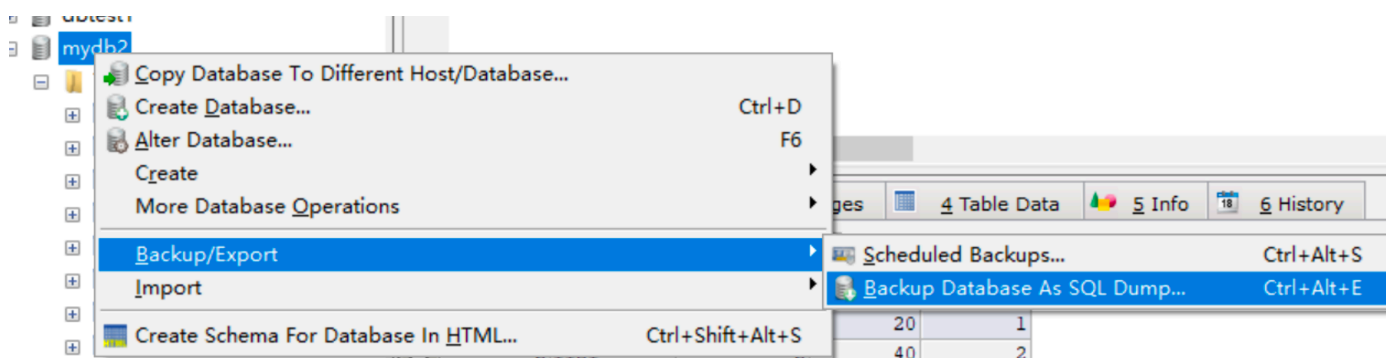 dbtest1
mydb2
Copy Database To Different Host/Database...
Create Database... Ctrl+D
Alter Database... F6
Create
More Database Operations
ges 4 Table Data 5 Info 18 6 History
Backup/Export
Scheduled Backups... Ctrl+Alt+S
Import
Backup Database As SQL Dump... Ctrl+Alt+E
20 1
Create Schema For Database In HTML... Ctrl+Shift+Alt+S
40 2